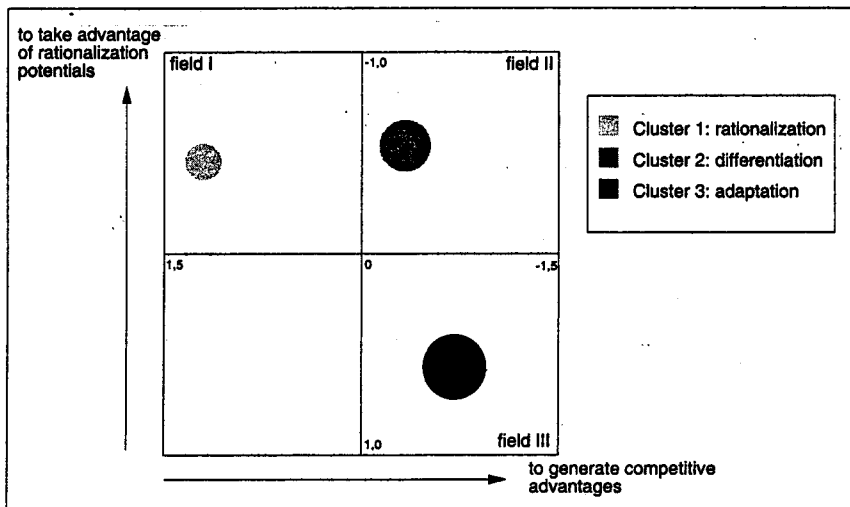 to take advantage
of rationalization
potentials
field I
-1,0
field II
Cluster 1: rationalization
Cluster 2: differentiation
Cluster 3: adaptation
1,5
0
-1,5
1,0
field III
to generate competitive
advantages